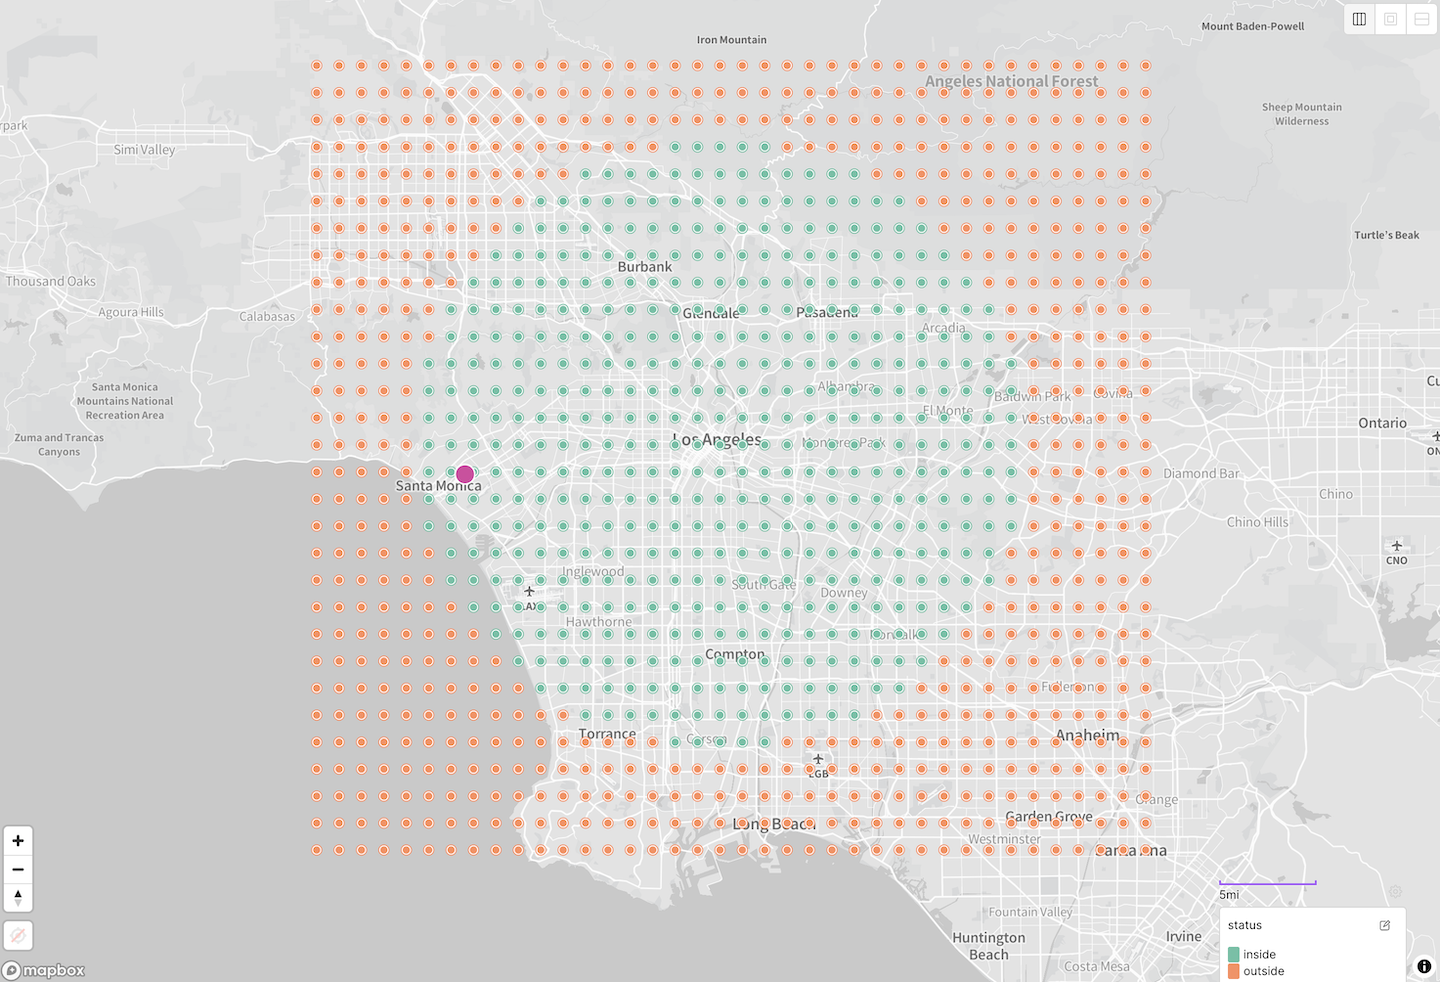 Mount Baden-Powell
Iron Mountain
Angeles National Forest
Sheep Mountain
Wilderness
rpark
Simi Valley
Turtle's Beak
Burbank
Thousand Oaks
Agoura Hills
Calabasas
Glendale
Pasadena
Arcadia
Santa Monica
Mountains National
Recreation Area
Alhambra
El Monte
Baldwin Park
Covina
West Covina
Cu
Ontario
Zuma and Trancas
Canyons
Los Angeles
Monterey Park
ON
Diamond Bar
Santa Monica
Chino
Chino Hills
CNO
Inglewood
South Gate
Downey
LAX
Hawthorne
Norwalk
Compton
Fullerton
Torrance
Carson
Anaheim
LGB
Orange
Long Beach
Garden Grove
Westminster
Santa Ana
5mi
Fountain Valley
Huntington
Beach
Irvine
Costa Mesa
status
inside
outside
mapbox